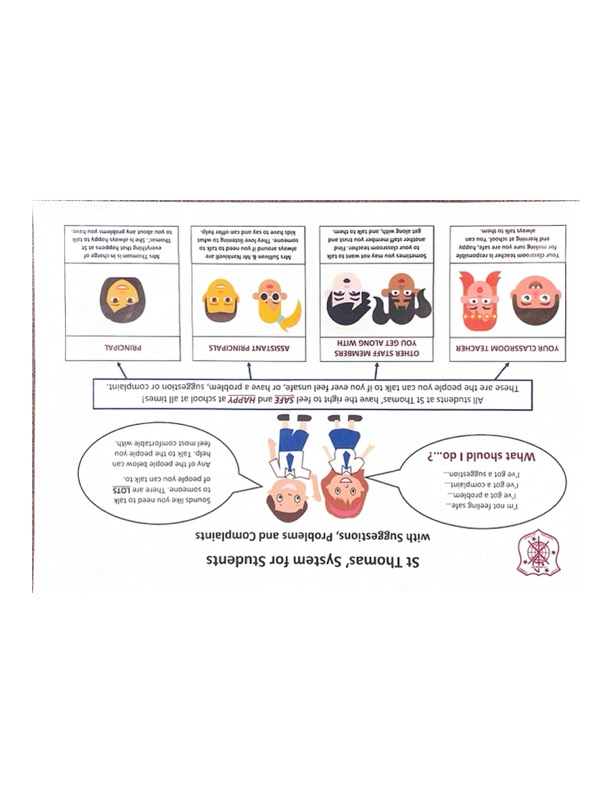 St Thomas' System for Students
with Suggestions, Problems and Complaints
I'm not feeling safe....
I've got a problem...
I've got a complaint....
I've got a suggestion....
What should I do...?
Sounds like you need to talk
to someone. There are LOTS
of people you can talk to.
Any of the people below can
help. Talk to the people you
feel most comfortable with.
All students at St Thomas' have the right to feel SAFE and HAPPY at school at all times!
These are the people you can talk to if you ever feel unsafe, or have a problem, suggestion or complaint.
YOUR CLASSROOM TEACHER
Your classroom teacher is responsible
for making sure you are safe, happy
and learning at school. You can
always talk them.
OTHER STAFF MEMBERS
YOU GET ALONG WITH
Sometimes you may not want to talk
to your classroom teacher. Find
another staff member you trust and
get along with, and talk to them
ASSISTANT PRINCIPALS
Mrs Sullivan & Mr Nankivell are
always around if you need to talk to
someone. They love listening to what
kids have to say and can offer help
PRINCIPAL
Mrs Thomson is in charge of
everything that happens at St
Thomas'. She is always happy to talk
to you about any problems you have.